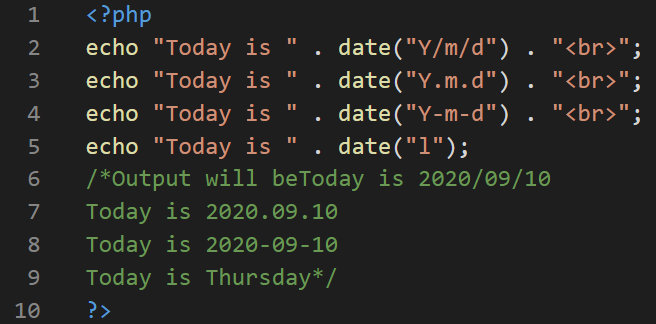 1 <?php
2 echo "Today is " . date("Y/m/d") . "<br>";
3 echo "Today is " . date("Y.m.d") . "<br>";
4 echo "Today is " . date("Y-m-d") . "<br>";
5 echo "Today is " . date("l");
6 /*Output will beToday is 2020/09/10
7 Today is 2020.09.10
8 Today is 2020-09-10
9 Today is Thursday*/
10 ?>